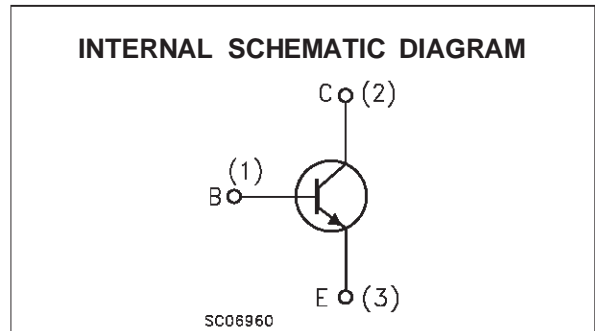 INTERNAL SCHEMATIC DIAGRAM
C (2)
(1)
B
E (3)
SC06960